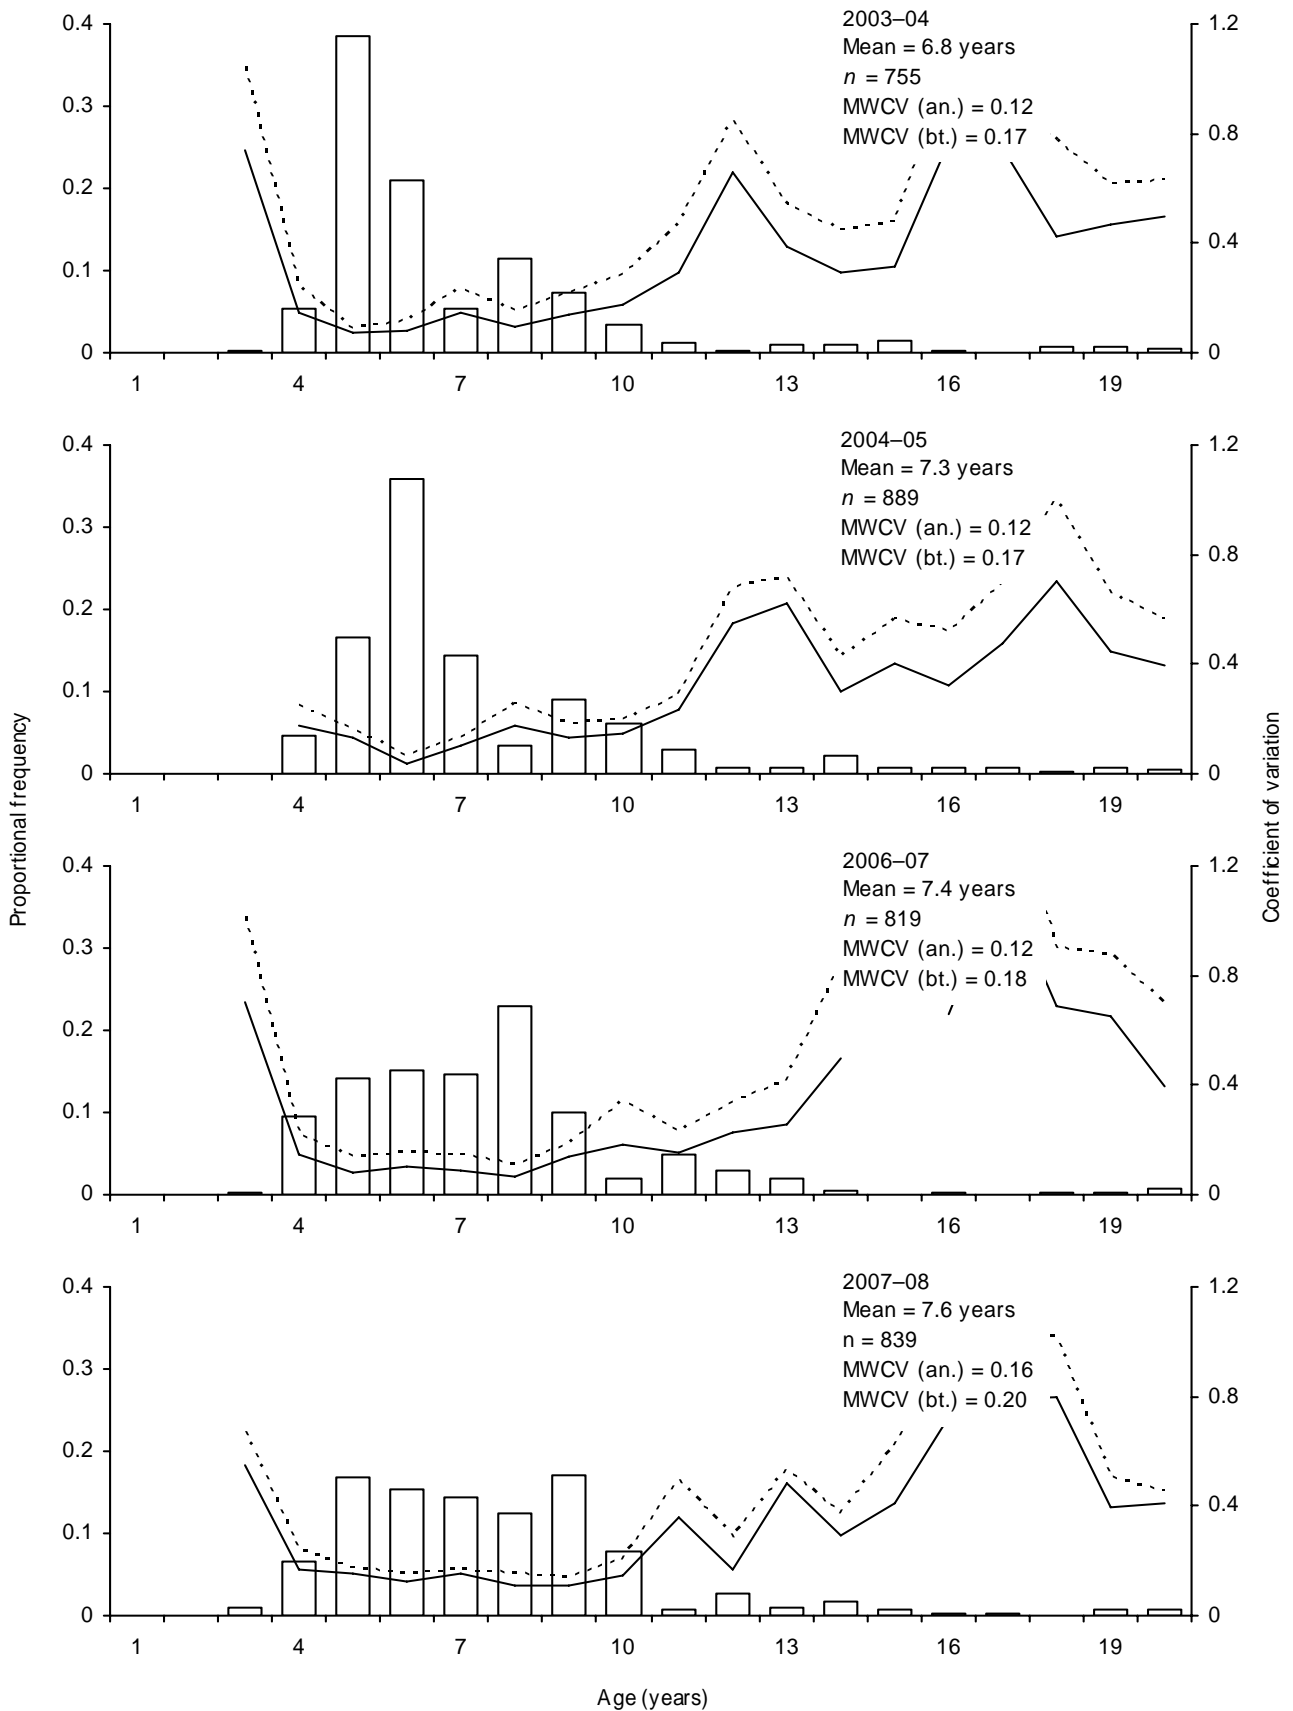 2003–04
Mean = 6.8 years
n = 755
MWCV (an.) = 0.12
MWCV (bt.) = 0.17
0.4
0.3
0.2
0.1
0
1.2
0.8
0.4
0
1 4 7 10 13 16 19
2004–05
Mean = 7.3 years
n = 889
MWCV (an.) = 0.12
MWCV (bt.) = 0.17
0.4
0.3
0.2
0.1
0
1.2
0.8
0.4
0
1 4 7 10 13 16 19
Proportional frequency
Coefficient of variation
2006–07
Mean = 7.4 years
n = 819
MWCV (an.) = 0.12
MWCV (bt.) = 0.18
0.4
0.3
0.2
0.1
0
1.2
0.8
0.4
0
1 4 7 10 13 16 19
2007–08
Mean = 7.6 years
n = 839
MWCV (an.) = 0.16
MWCV (bt.) = 0.20
0.4
0.3
0.2
0.1
0
1.2
0.8
0.4
0
1 4 7 10 13 16 19
Age (years)